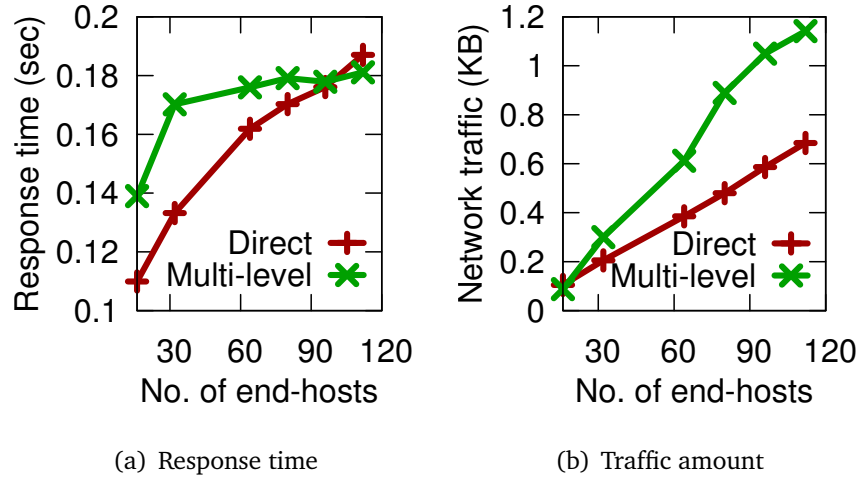 Response time (sec)
0.2
0.18
0.16
0.14
0.12
0.1
Direct
Multi-level
30 60 90 120
No. of end-hosts
(a) Response time
Network traffic (KB)
1.2
1
0.8
0.6
0.4
0.2
0
Direct
Multi-level
30 60 90 120
No. of end-hosts
(b) Traffic amount